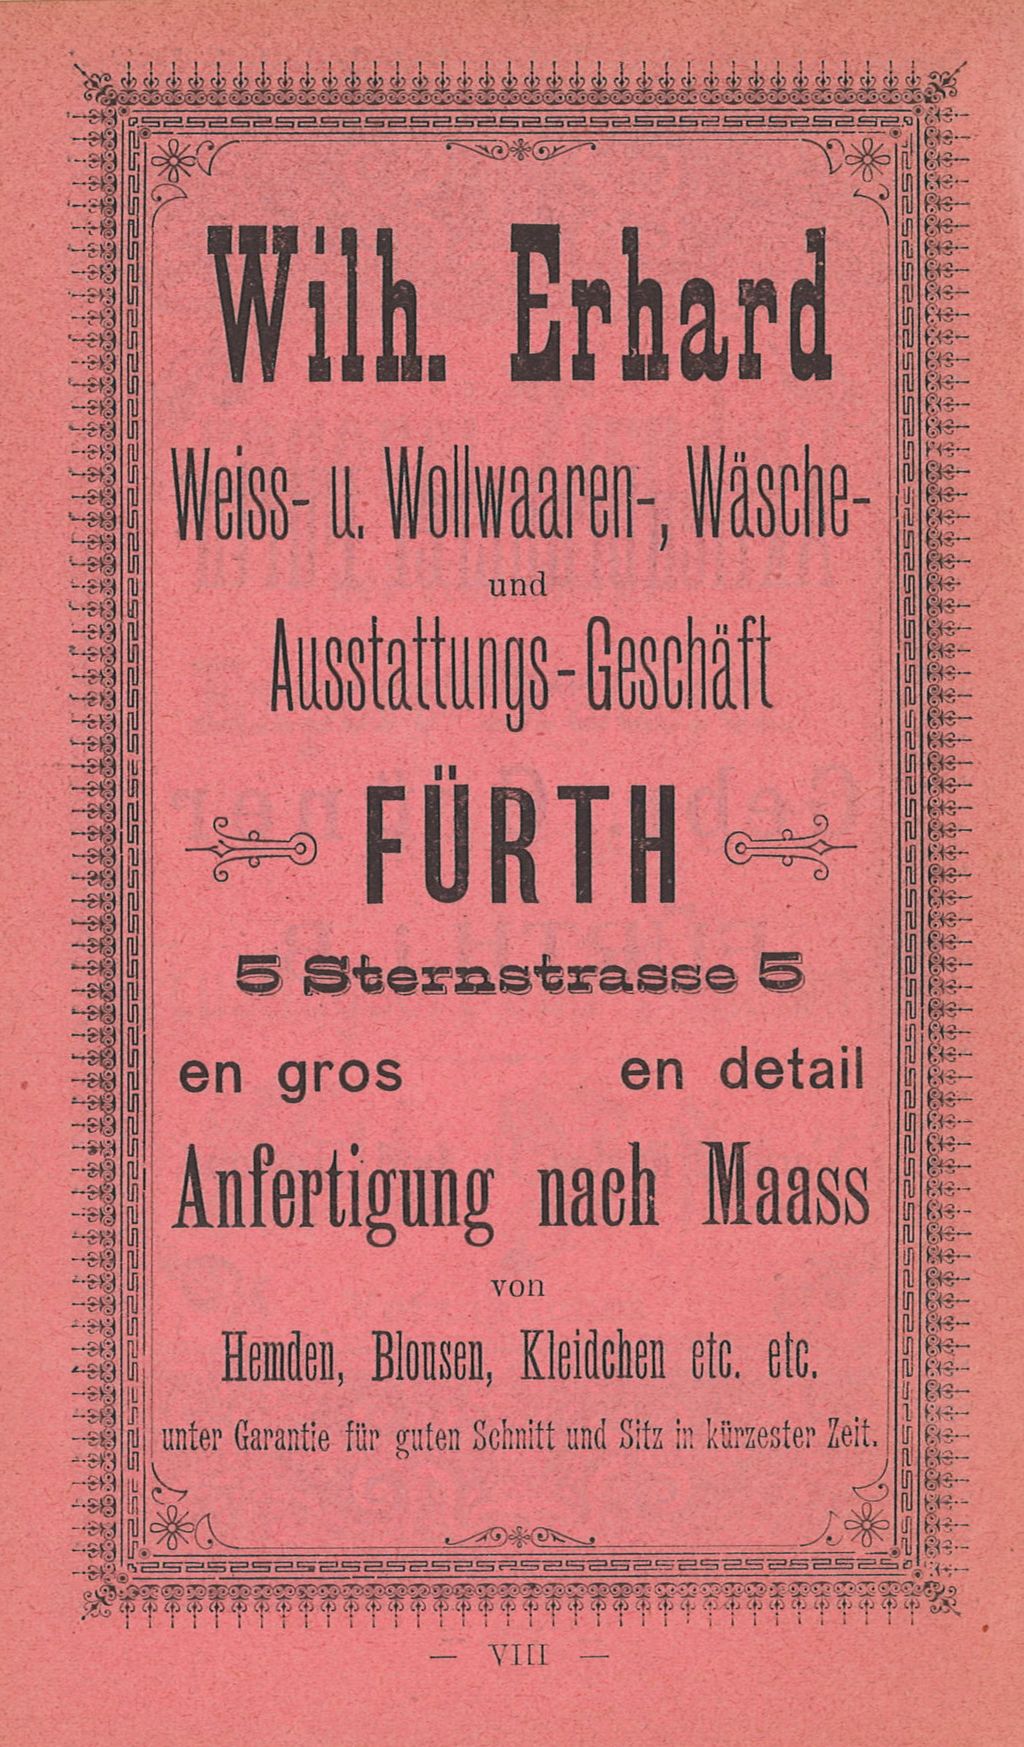 Wilh. Erhard
Weiss- u. Wollwaaren-, Wäsche-
und
Ausstattungs-Geschäft
FÜRTH
5 Sternstrasse 5
en gros en detail
Anfertigung nach Maass
von
Hemden, Blousen, Kleidchen etc. etc.
unter Garantie für guten Schnitt und Sitz in kürzester Zeit.
— VIII —